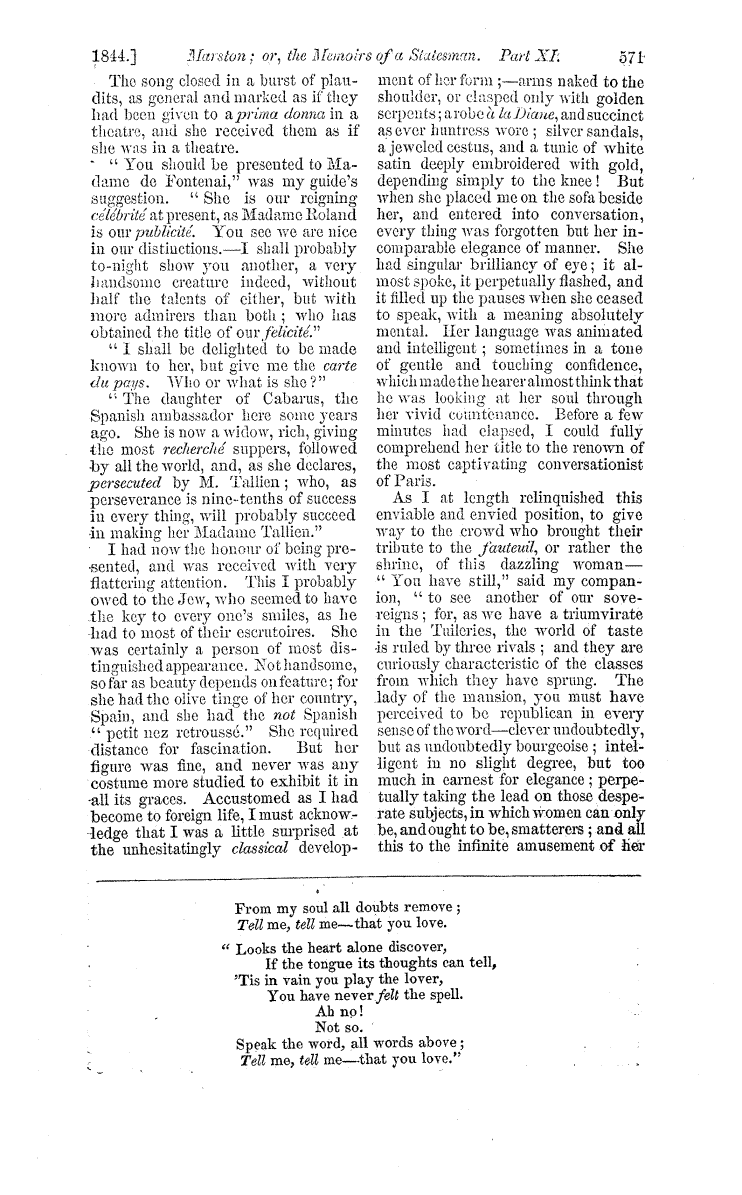 1844.] Marston; or, the Memoirs of a Statesman. Part XI. 571
The song closed in a burst of plau-
dits, as general and marked as if they
had been given to a prima donna in a
theatre, and she received them as if
she was in a theatre.
“ You should be presented to Ma-
dame de Fontenai,” was my guide’s
suggestion. “ She is our reigning
célébrité at present, as Madame Roland
is our publicité. You see we are nice
in our distinctions.—I shall probably
to-night show you another, a very
handsome creature indeed, without
half the talents of either, but with
more admirers than both ; who has
obtained the title of our félicité.”
“ I shall be delighted to be made
known to her, but give me the carte
du pays. Who or what is she ?”
“ The daughter of Cabarus, the
Spanish ambassador here some years
ago. She is now a widow, rich, giving
the most recherché suppers, followed
by all the world, and, as she declares,
persecuted by M. Tallien ; who, as
perseverance is nine-tenths of success
in every thing, will probably succeed
in making her Madame Tallien.”
I had now the honour of being pre-
sented, and was received with very
flattering attention. This I probably
owed to the Jew, who seemed to have
the key to every one’s smiles, as he
had to most of their escrutoires. She
was certainly a person of most dis-
tinguished appearance. Not handsome,
so far as beauty depends on feature ; for
she had the olive tinge of her country,
Spain, and she had the not Spanish
“ petit nez retroussé.” She required
distance for fascination. But her
figure was fine, and never was any
costume more studied to exhibit it in
all its graces. Accustomed as I had
become to foreign life, I must acknow-
ledge that I was a little surprised at
the unhesitatingly classical develop-
ment of her form ;—arms naked to the
shoulder, or clasped only with golden
serpents ; a robe à la Diane, and succinct
as ever huntress wore ; silver sandals,
a jeweled cestus, and a tunic of white
satin deeply embroidered with gold,
depending simply to the knee ! But
when she placed me on the sofa beside
her, and entered into conversation,
every thing was forgotten but her in-
comparable elegance of manner. She
had singular brilliancy of eye ; it al-
most spoke, it perpetually flashed, and
it filled up the pauses when she ceased
to speak, with a meaning absolutely
mental. Her language was animated
and intelligent ; sometimes in a tone
of gentle and touching confidence,
which made the hearer almost think that
he was looking at her soul through
her vivid countenance. Before a few
minutes had elapsed, I could fully
comprehend her title to the renown of
the most captivating conversationist
of Paris.
As I at length relinquished this
enviable and envied position, to give
way to the crowd who brought their
tribute to the fauteuil, or rather the
shrine, of this dazzling woman—
“ You have still,” said my compan-
ion, “ to see another of our sove-
reigns ; for, as we have a triumvirate
in the Tuileries, the world of taste
is ruled by three rivals ; and they are
curiously characteristic of the classes
from which they have sprung. The
lady of the mansion, you must have
perceived to be republican in every
sense of the word—clever undoubtedly,
but as undoubtedly bourgeoise ; intel-
ligent in no slight degree, but too
much in earnest for elegance ; perpe-
tually taking the lead on those despe-
rate subjects, in which women can only
be, and ought to be, smatterers ; and all
this to the infinite amusement of her
From my soul all doubts remove ;
Tell me, tell me—that you love.
“ Looks the heart alone discover,
If the tongue its thoughts can tell,
’Tis in vain you play the lover,
You have never felt the spell.
Ah no !
Not so.
Speak the word, all words above ;
Tell me, tell me—that you love.”